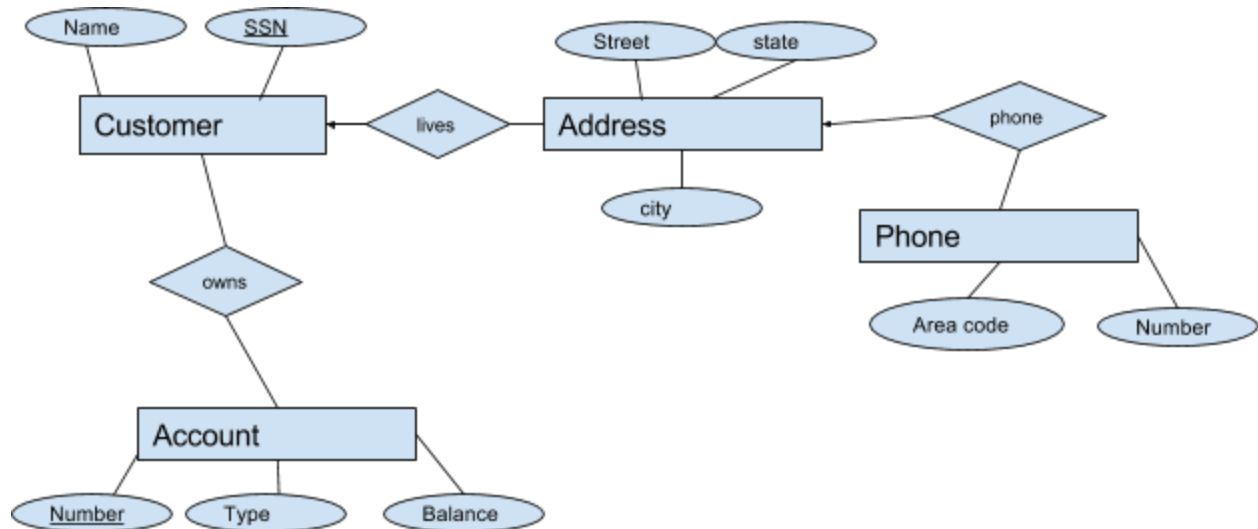 Name
SSN
Street
state
Customer
lives
Address
phone
city
Phone
owns
Area code
Number
Account
Number
Type
Balance